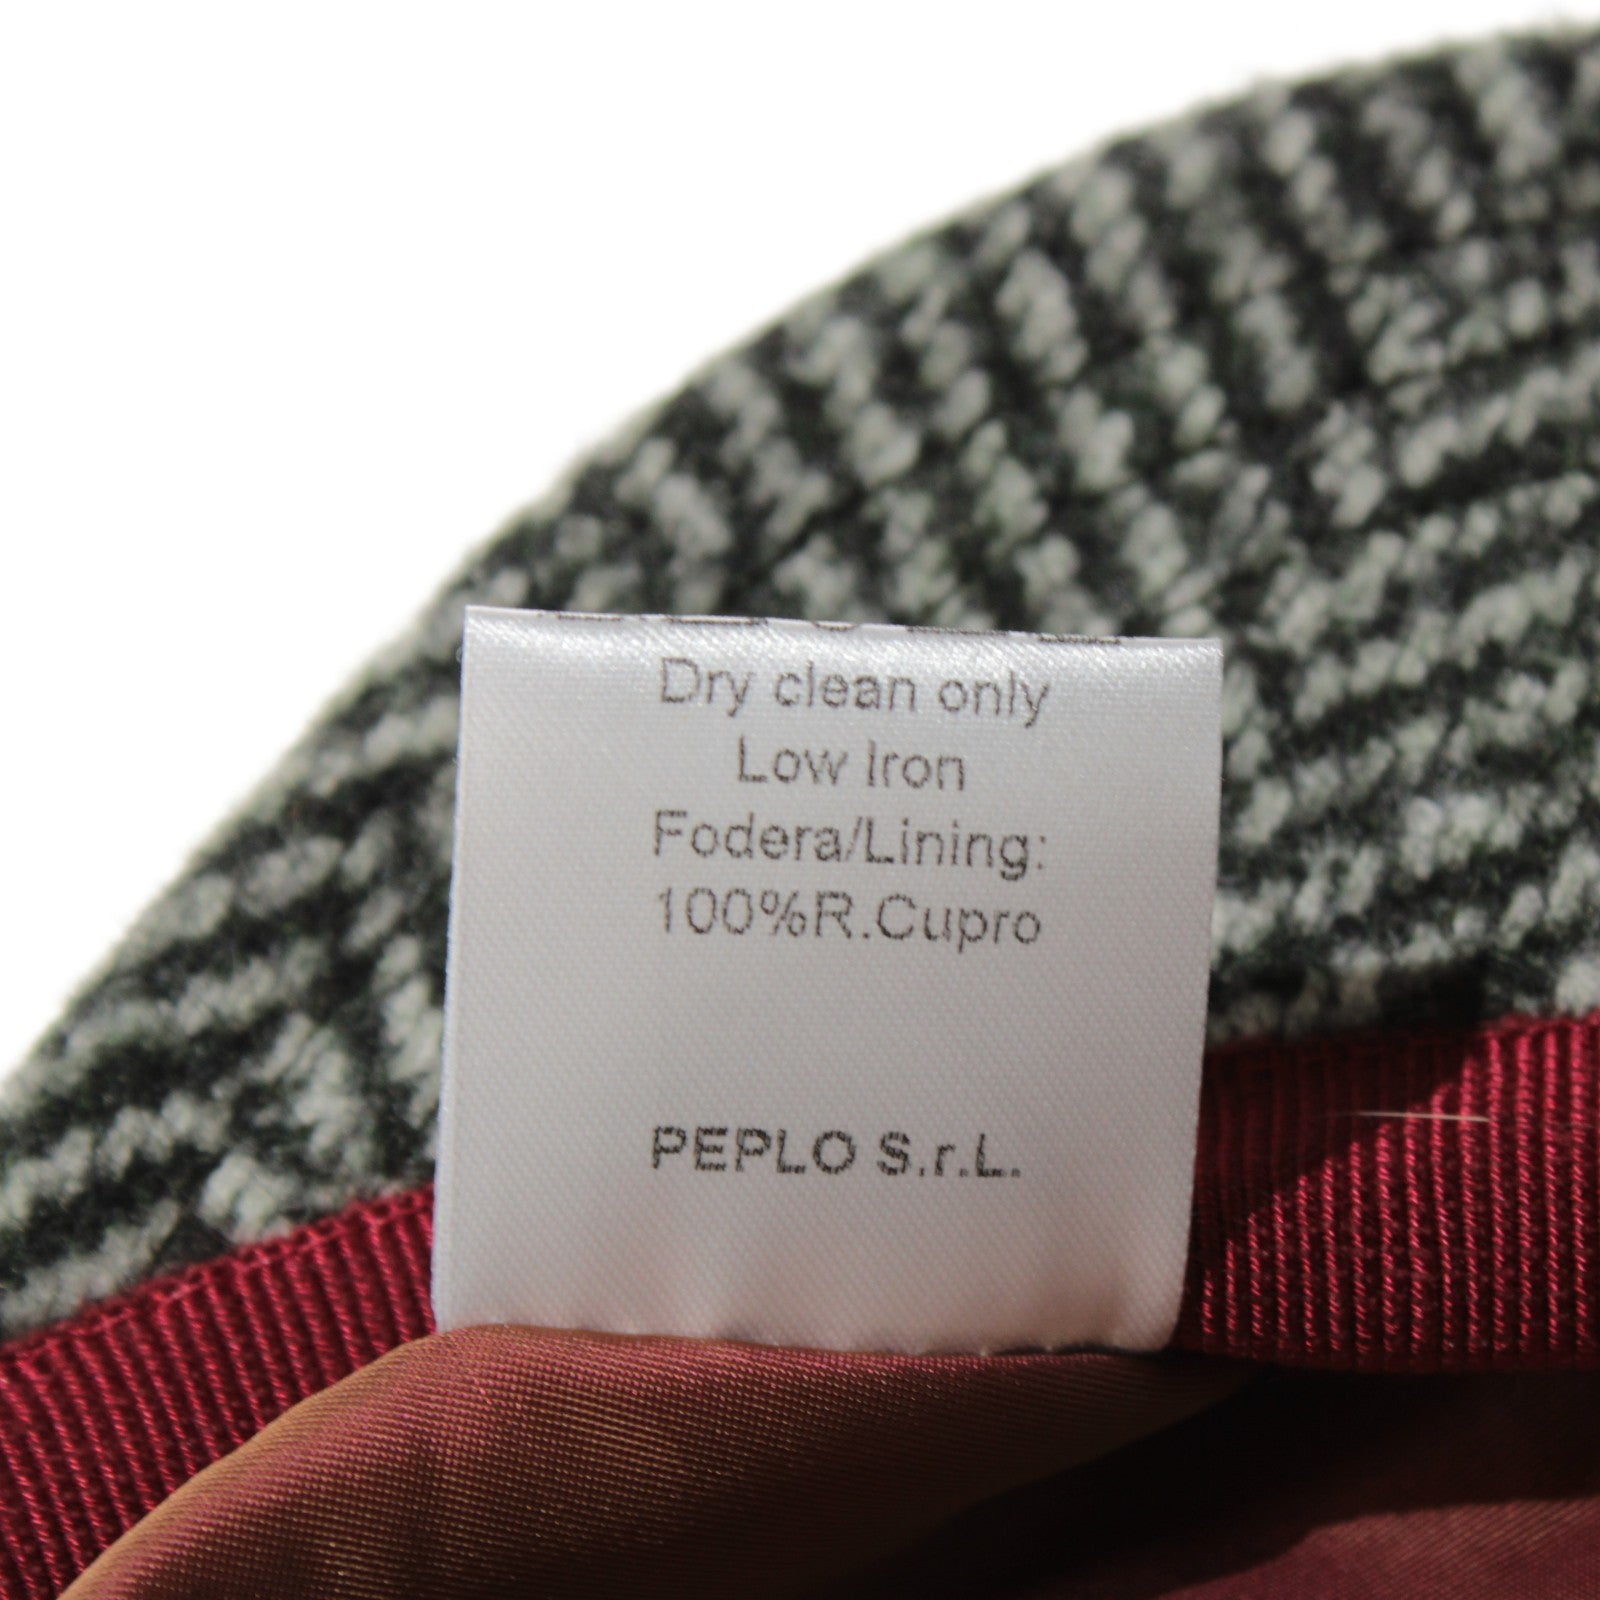 Dry clean only
Low Iron
Fodera/Lining:
100%R.Cupro
PEPLO S.r.L.